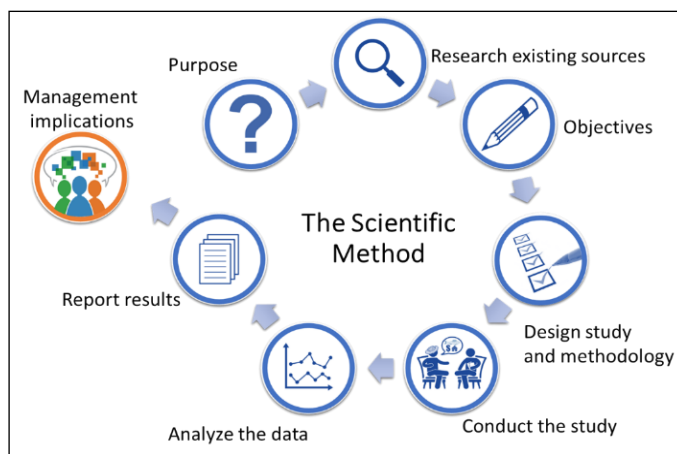 Purpose
Research existing sources
Objectives
Design study
and methodology
Conduct the study
Analyze the data
Report results
Management
implications
The Scientific
Method